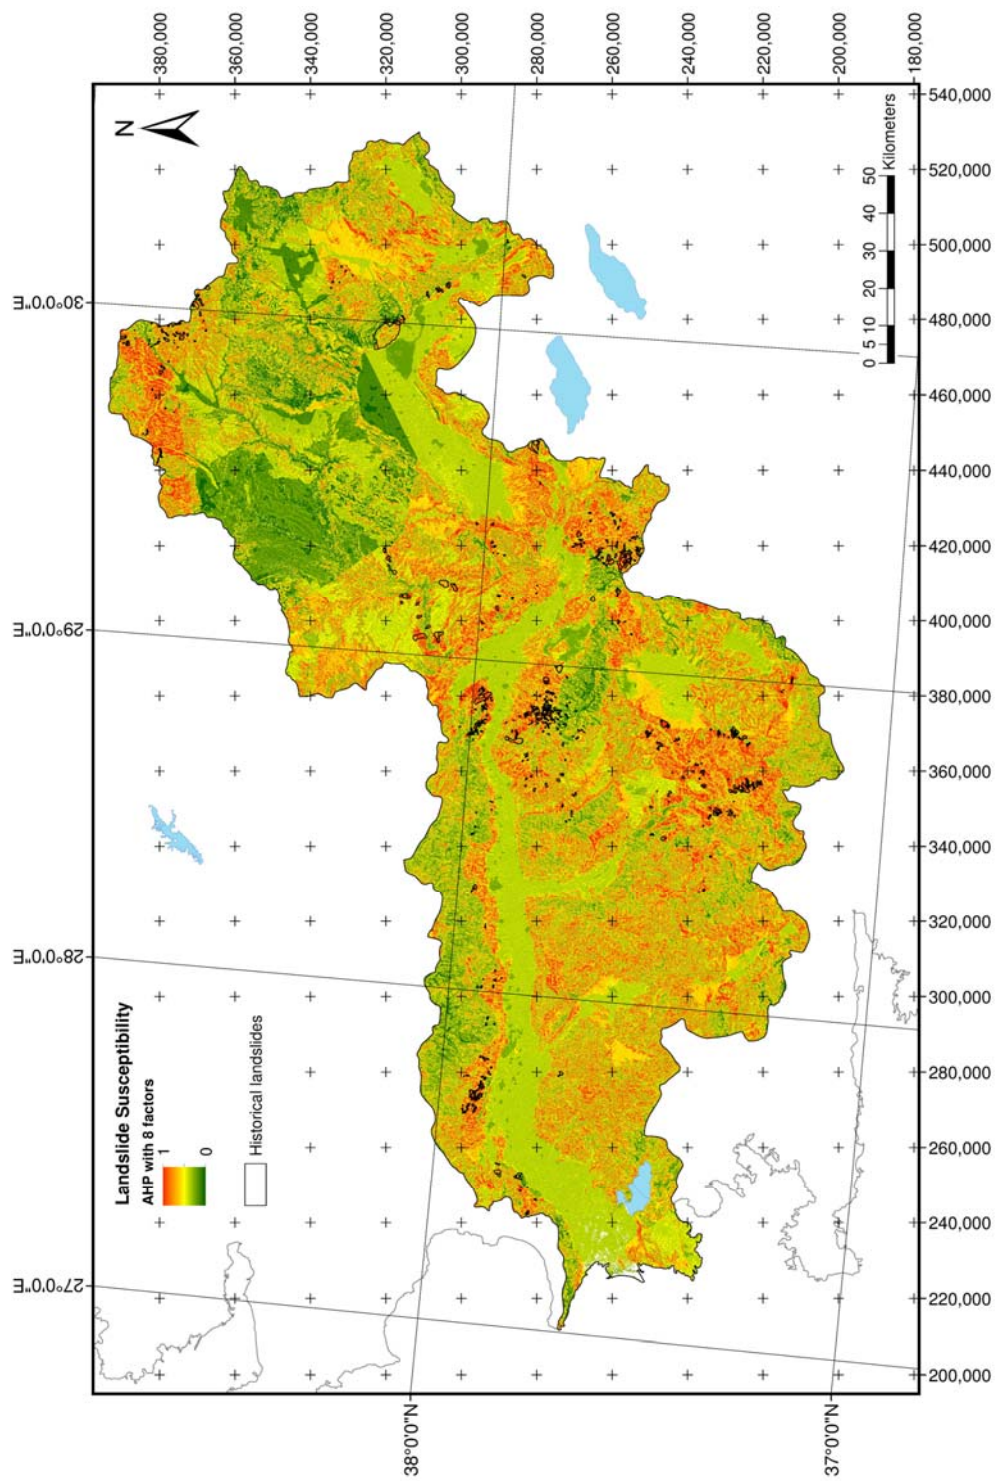 380,000
360,000
340,000
320,000
300,000
280,000
260,000
240,000
220,000
200,000
180,000
540,000
520,000
500,000
480,000
460,000
440,000
420,000
400,000
380,000
360,000
340,000
320,000
300,000
280,000
260,000
240,000
220,000
200,000
30°0'0"E
29°0'0"E
28°0'0"E
27°0'0"E
38°0'0"N
37°0'0"N
N
Landslide Susceptibility
AHP with 8 factors
1
0
Historical landslides
0 5 10 20 30 40 50
Kilometers